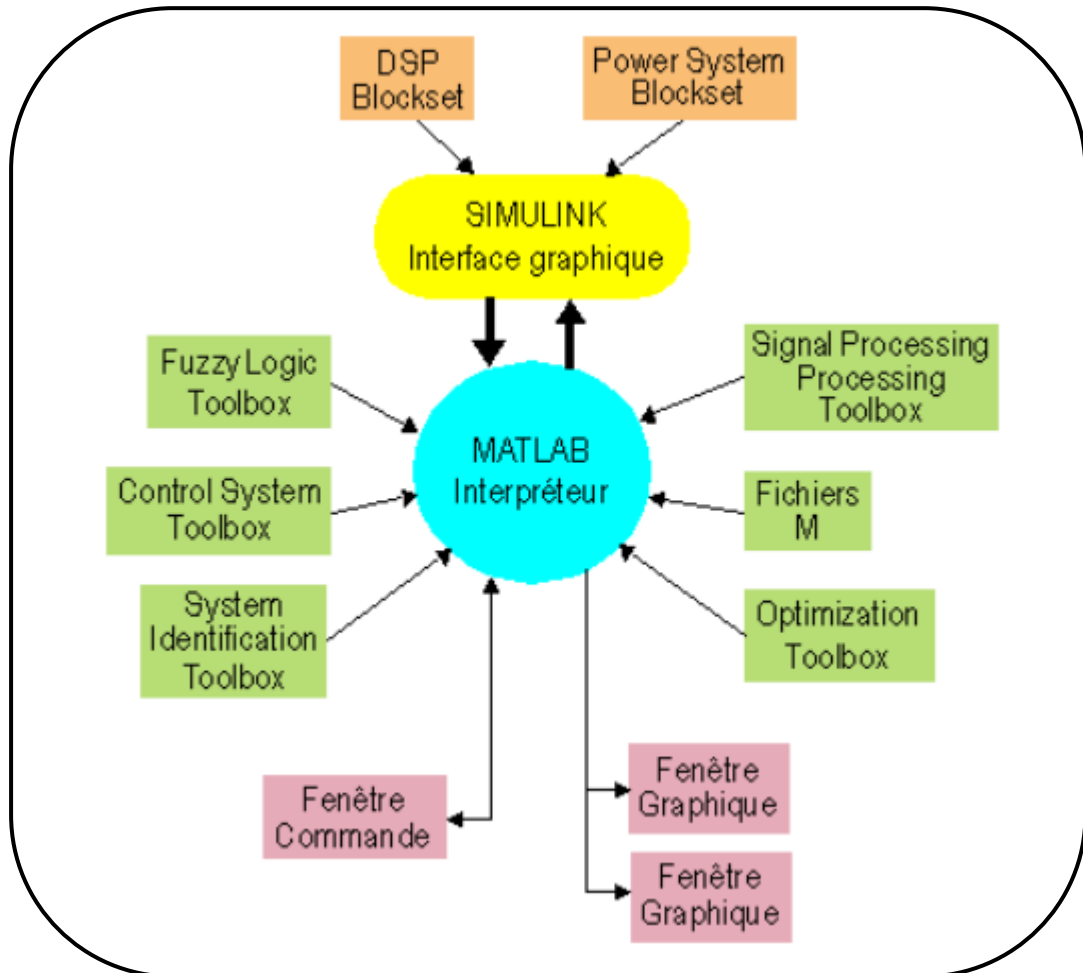 DSP
Blockset
Power System
Blockset
SIMULINK
Interface graphique
Fuzzy Logic
Toolbox
Signal Processing
Processing
Toolbox
MATLAB
Interpréteur
Control System
Toolbox
Fichiers
M
System
Identification
Toolbox
Optimization
Toolbox
Fenêtre
Commande
Fenêtre
Graphique
Fenêtre
Graphique